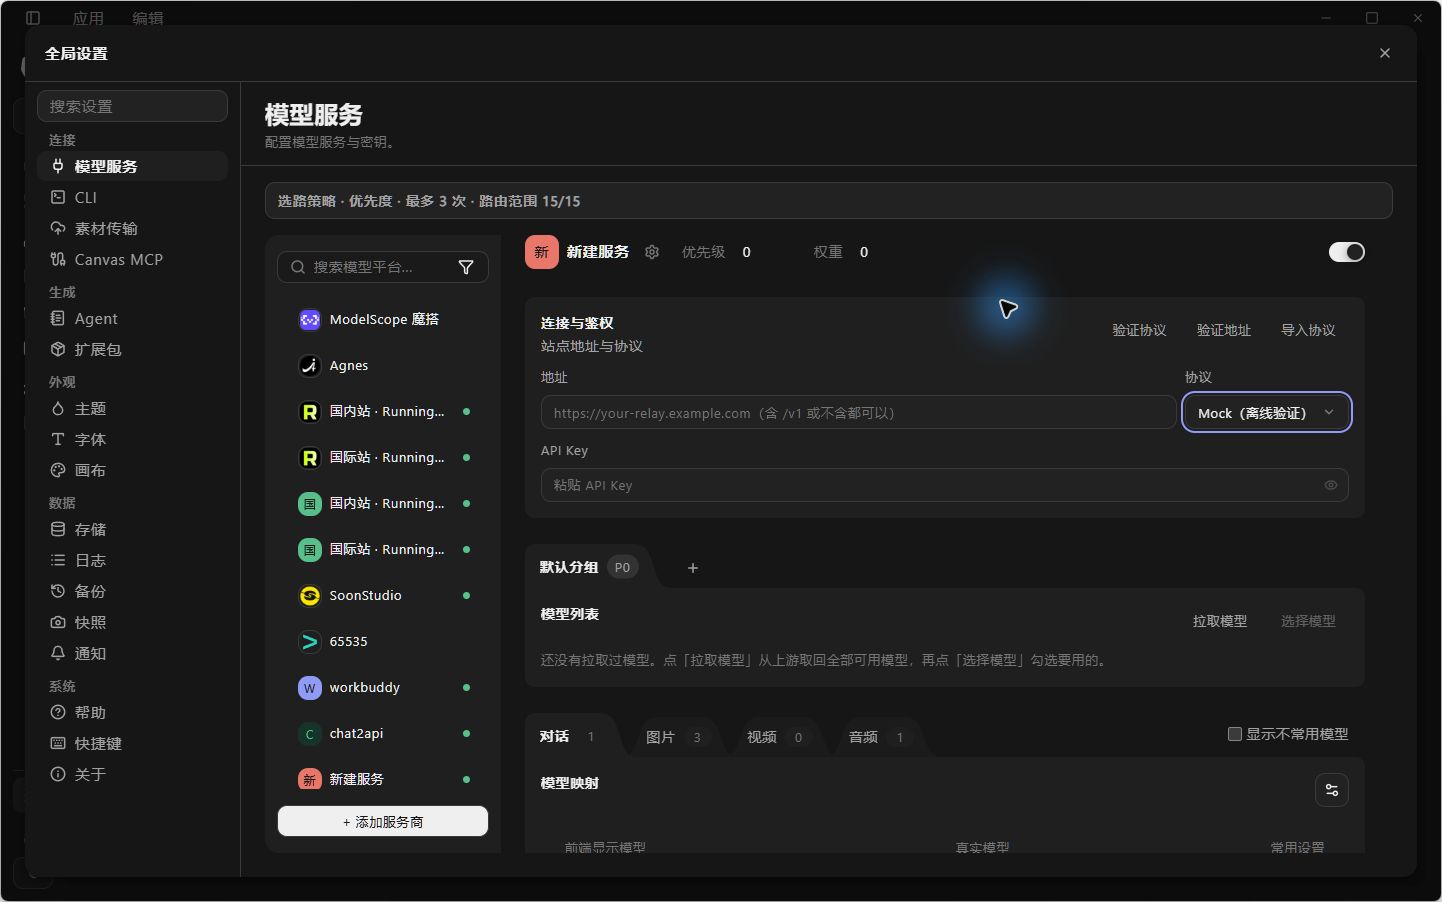 应用 编辑
全局设置
搜索设置
连接
模型服务
CLI
素材传输
Canvas MCP
生成
Agent
扩展包
外观
主题
字体
画布
数据
存储
日志
备份
快照
通知
系统
帮助
快捷键
关于
模型服务
配置模型服务与密钥。
选路策略 · 优先度 · 最多 3 次 · 路由范围 15/15
搜索模型平台...
ModelScope 魔搭
Agnes
国内站 · Running...
国际站 · Running...
国 国内站 · Running...
国 国际站 · Running...
SoonStudio
65535
W workbuddy
C chat2api
新 新建服务
+ 添加服务商
新 新建服务 优先级 0 权重 0
连接与鉴权
站点地址与协议
验证协议 验证地址 导入协议
地址 协议
https://your-relay.example.com（含 /v1 或不含都可以） Mock（离线验证）
API Key
粘贴 API Key
默认分组 P0 +
模型列表
拉取模型 选择模型
还没有拉取过模型。点「拉取模型」从上游取回全部可用模型，再点「选择模型」勾选要用的。
对话 1 图片 3 视频 0 音频 1 显示不常用模型
模型映射
前端显示模型 真实模型 常用设置